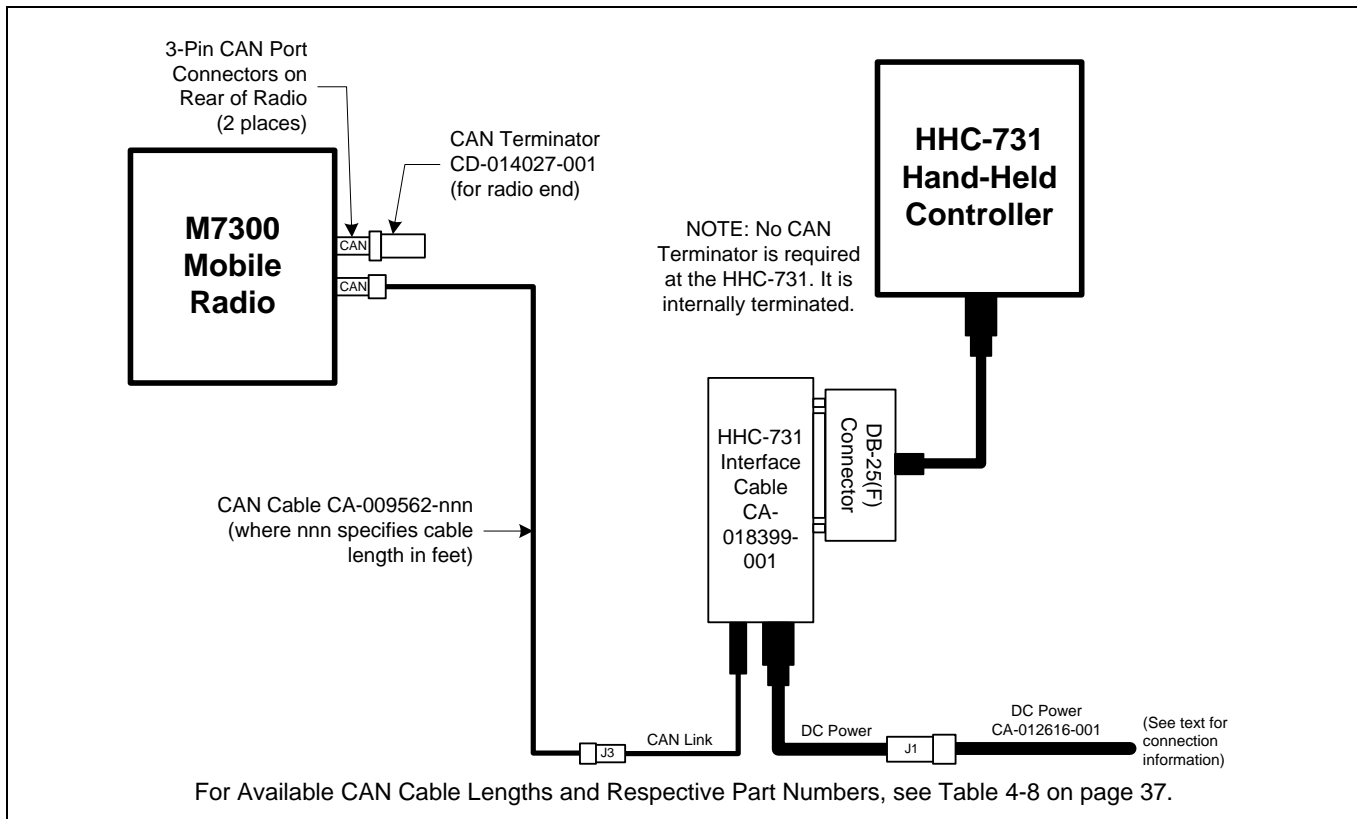 3-Pin CAN Port
Connectors on
Rear of Radio
(2 places)
CAN Terminator
CD-014027-001
(for radio end)
M7300
Mobile
Radio
CAN
CAN
HHC-731
Hand-Held
Controller
NOTE: No CAN
Terminator is required
at the HHC-731. It is
internally terminated.
HHC-731
Interface
Cable
CA-
018399-
001
DB-25(F)
Connector
CAN Cable CA-009562-nnn
(where nnn specifies cable
length in feet)
J3
CAN Link
DC Power
J1
DC Power
CA-012616-001
(See text for
connection
information)
For Available CAN Cable Lengths and Respective Part Numbers, see Table 4-8 on page 37.